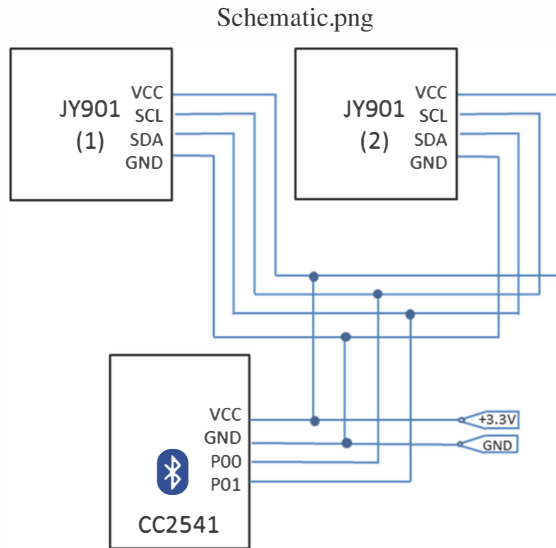 Schematic.png
JY901
(1)
VCC
SCL
SDA
GND
JY901
(2)
VCC
SCL
SDA
GND
VCC
GND
P00
P01
CC2541
+3.3V
GND